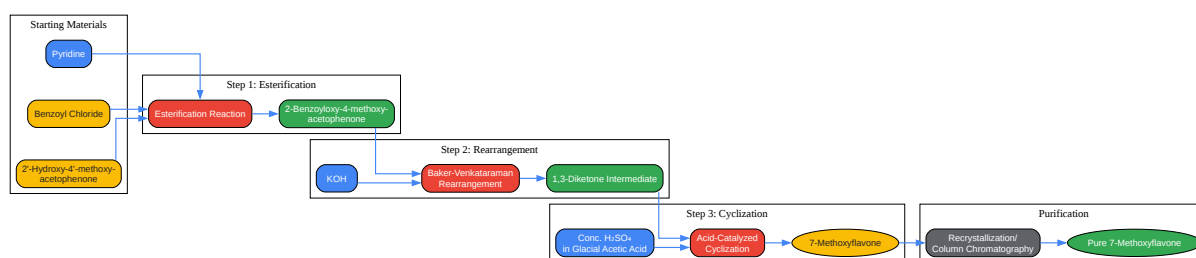 Starting Materials
Pyridine
Benzoyl Chloride
2'-Hydroxy-4'-methoxy-
acetophenone
Step 1: Esterification
Esterification Reaction
2-Benzoyloxy-4-methoxy-
acetophenone
Step 2: Rearrangement
KOH
Baker-Venkataraman
Rearrangement
1,3-Diketone Intermediate
Step 3: Cyclization
Conc. H₂SO₄
in Glacial Acetic Acid
Acid-Catalyzed
Cyclization
7-Methoxyflavone
Purification
Recrystallization/
Column Chromatography
Pure 7-Methoxyflavone